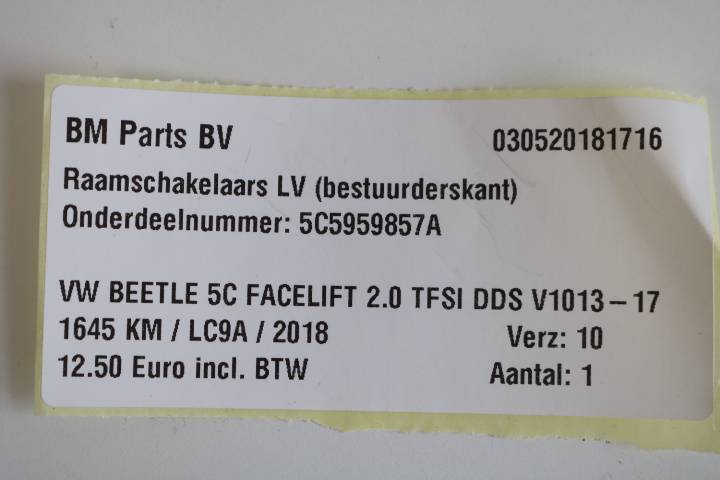 BM Parts BV 030520181716
Raamschakelaars LV (bestuurderskant)
Onderdeelnummer: 5C5959857A
VW BEETLE 5C FACELIFT 2.0 TFSI DDS V1013 – 17
1645 KM / LC9A / 2018 Verz: 10
12.50 Euro incl. BTW Aantal: 1